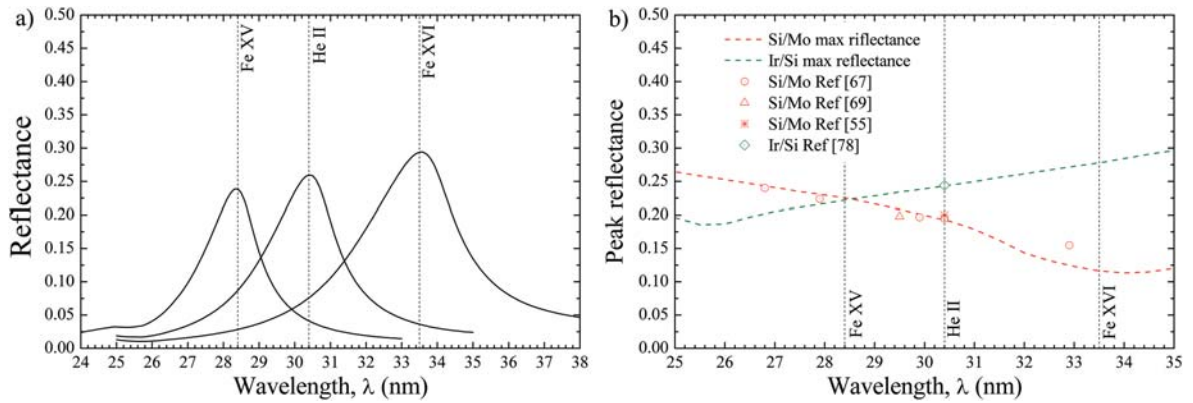 a)
Reflectance
0.50
0.45
0.40
0.35
0.30
0.25
0.20
0.15
0.10
0.05
0.00
Fe XV
He II
Fe XVI
24 25 26 27 28 29 30 31 32 33 34 35 36 37 38
Wavelength, λ (nm)
b)
Peak reflectance
0.50
0.45
0.40
0.35
0.30
0.25
0.20
0.15
0.10
0.05
0.00
Si/Mo max riflectance
Ir/Si max reflectance
Si/Mo Ref [67]
Si/Mo Ref [69]
Si/Mo Ref [55]
Ir/Si Ref [78]
Fe XV
He II
Fe XVI
25 26 27 28 29 30 31 32 33 34 35
Wavelength, λ (nm)